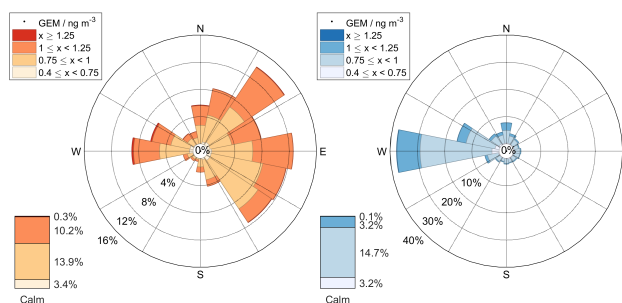 GEM / ng m-3
x ≥ 1.25
1 ≤ x < 1.25
0.75 ≤ x < 1
0.4 ≤ x < 0.75
N
W
E
S
0%
4%
8%
12%
16%
0.3%
10.2%
13.9%
3.4%
Calm
GEM / ng m-3
x ≥ 1.25
1 ≤ x < 1.25
0.75 ≤ x < 1
0.4 ≤ x < 0.75
N
W
E
S
0%
10%
20%
30%
40%
0.1%
3.2%
14.7%
3.2%
Calm